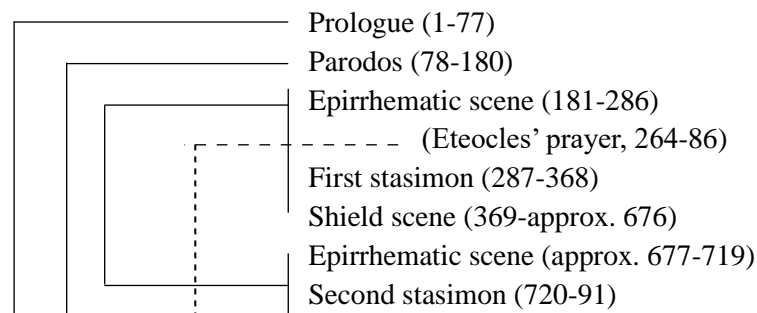 Prologue (1-77)
Parodos (78-180)
Epirrhematic scene (181-286)
(Eteocles’ prayer, 264-86)
First stasimon (287-368)
Shield scene (369-approx. 676)
Epirrhematic scene (approx. 677-719)
Second stasimon (720-91)